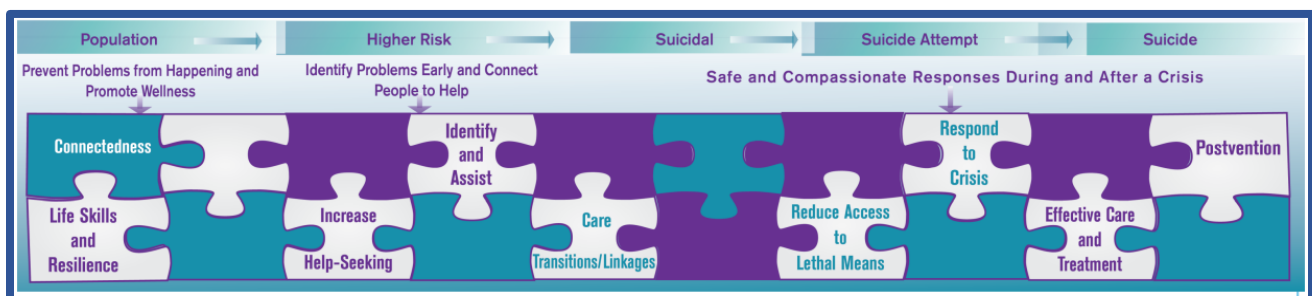 Population
Higher Risk
Suicidal
Suicide Attempt
Suicide
Prevent Problems from Happening and
Promote Wellness
Identify Problems Early and Connect
People to Help
Safe and Compassionate Responses During and After a Crisis
Connectedness
Identify
and
Assist
Respond
to
Crisis
Postvention
Life Skills
and
Resilience
Increase
Help-Seeking
Care
Transitions/Linkages
Reduce Access
to
Lethal Means
Effective Care
and
Treatment